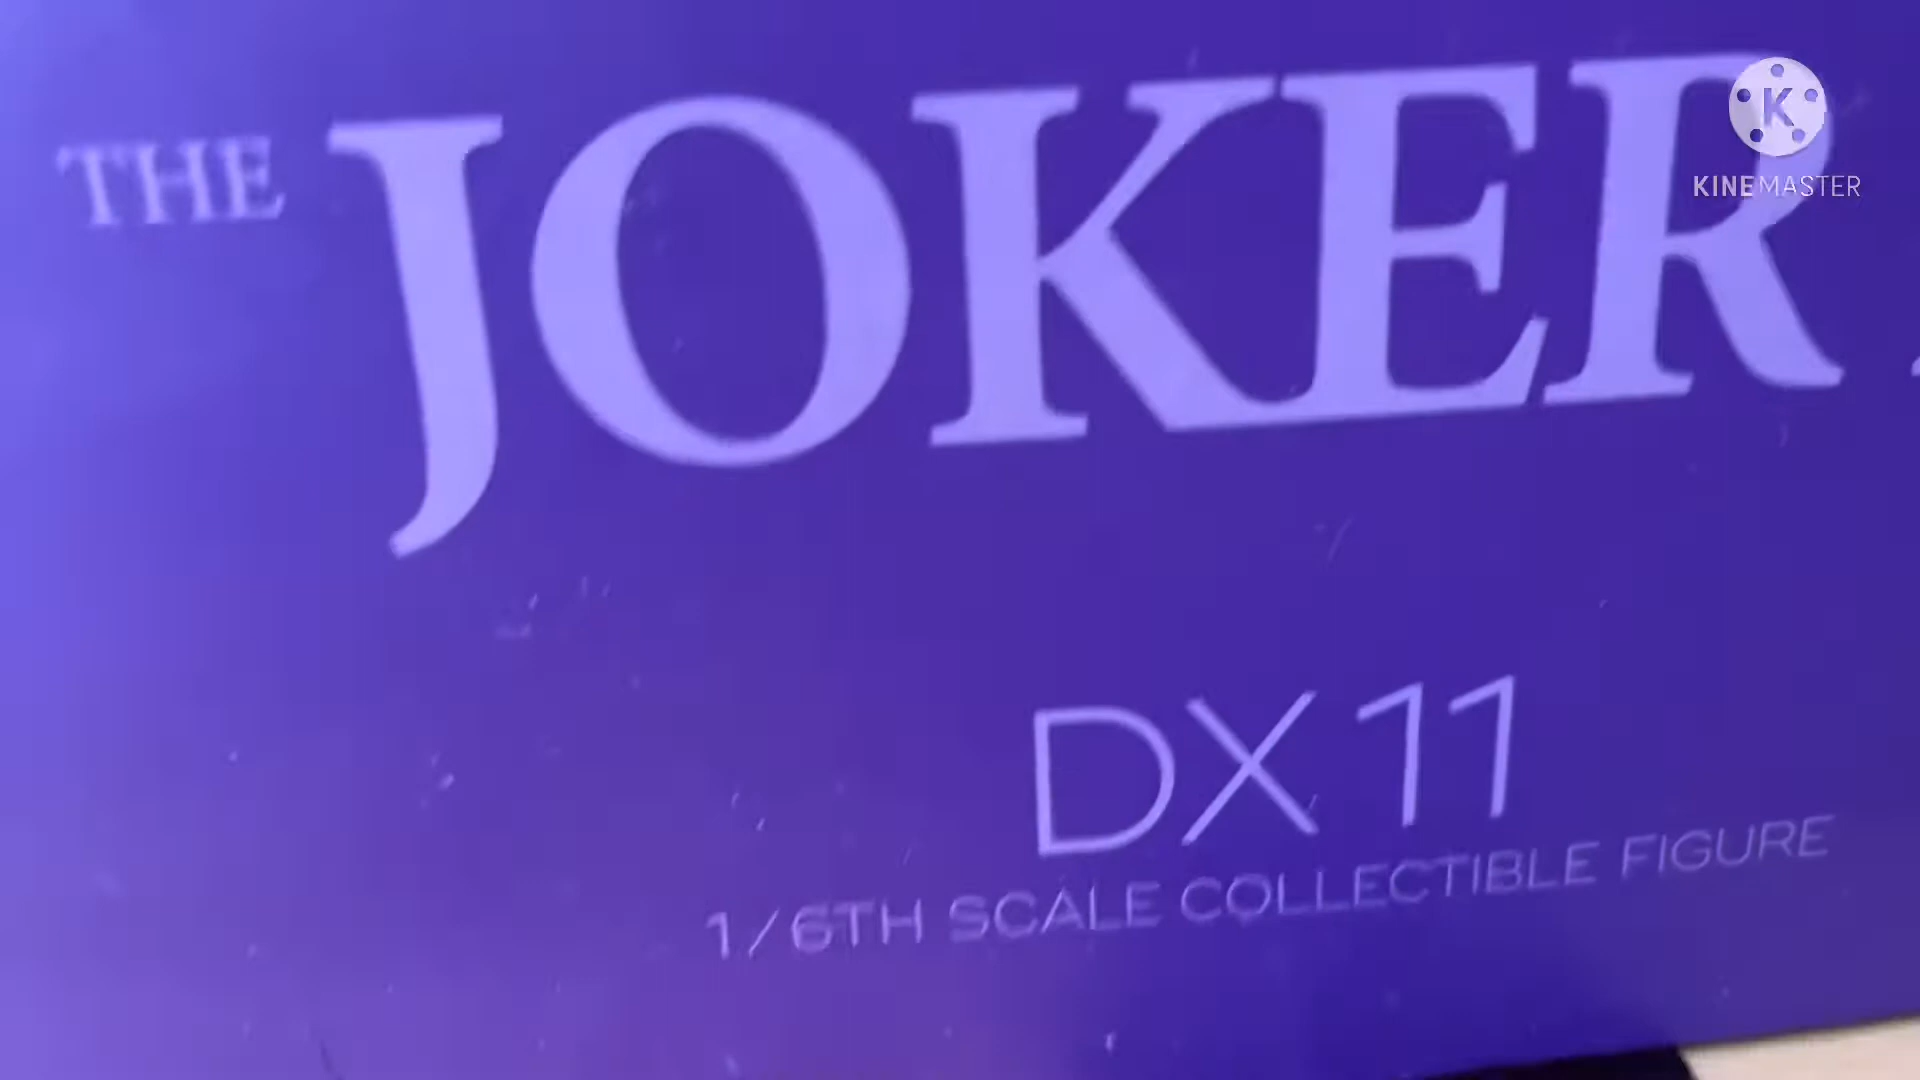 THE JOKER
DX11
1/6TH SCALE COLLECTIBLE FIGURE
K
KINEMASTER